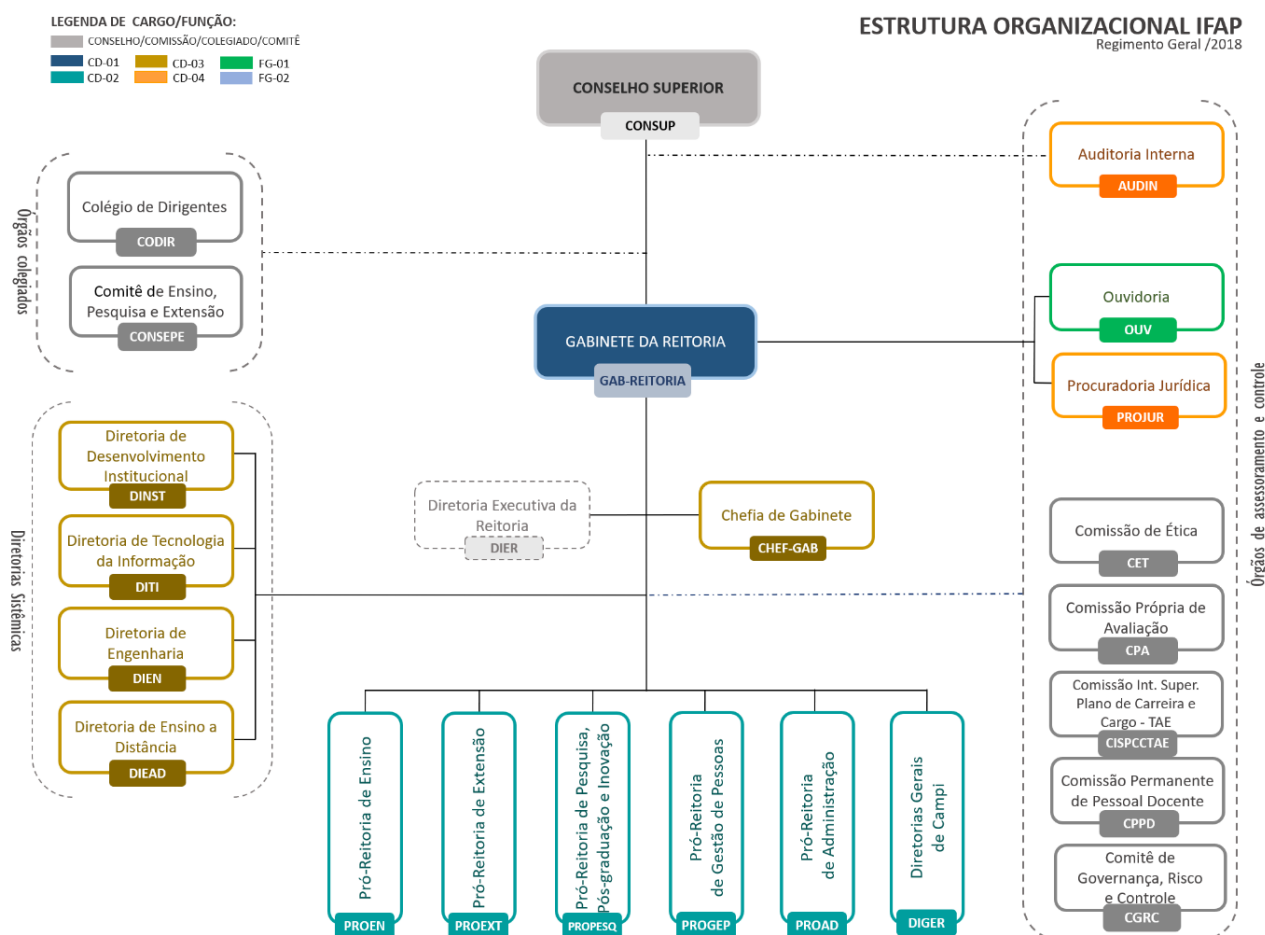 LEGENDA DE CARGO/FUNÇÃO:
CONSELHO/COMISSÃO/COLEGIADO/COMITÊ
CD-01
CD-03
FG-01
CD-02
CD-04
FG-02
ESTRUTURA ORGANIZACIONAL IFAP
Regimento Geral /2018
CONSELHO SUPERIOR
CONSUP
Órgãos colegiados
Colégio de Dirigentes
CODIR
Comitê de Ensino,
Pesquisa e Extensão
CONSEPE
Órgãos de assessoramento e controle
Auditoria Interna
AUDIN
Ouvidoria
OUV
Procuradoria Jurídica
PROJUR
GABINETE DA REITORIA
GAB-REITORIA
Diretorias Sistêmicas
Diretoria de
Desenvolvimento
Institucional
DINST
Diretoria de Tecnologia
da Informação
DITI
Diretoria de
Engenharia
DIEN
Diretoria de Ensino a
Distância
DIEAD
Diretoria Executiva da
Reitoria
DIER
Chefia de Gabinete
CHEF-GAB
Comissão de Ética
CET
Comissão Própria de
Avaliação
CPA
Comissão Int. Super.
Plano de Carreira e
Cargo - TAE
CISPCCTAE
Comissão Permanente
de Pessoal Docente
CPPD
Comitê de
Governança, Risco
e Controle
CGRC
Pró-Reitoria de Ensino
PROEN
Pró-Reitoria de Extensão
PROEXT
Pró-Reitoria de Pesquisa,
Pós-graduação e Inovação
PROPESQ
Pró-Reitoria
de Gestão de Pessoas
PROGEP
Pró-Reitoria
de Administração
PROAD
Diretorias Gerais
de Campi
DIGER